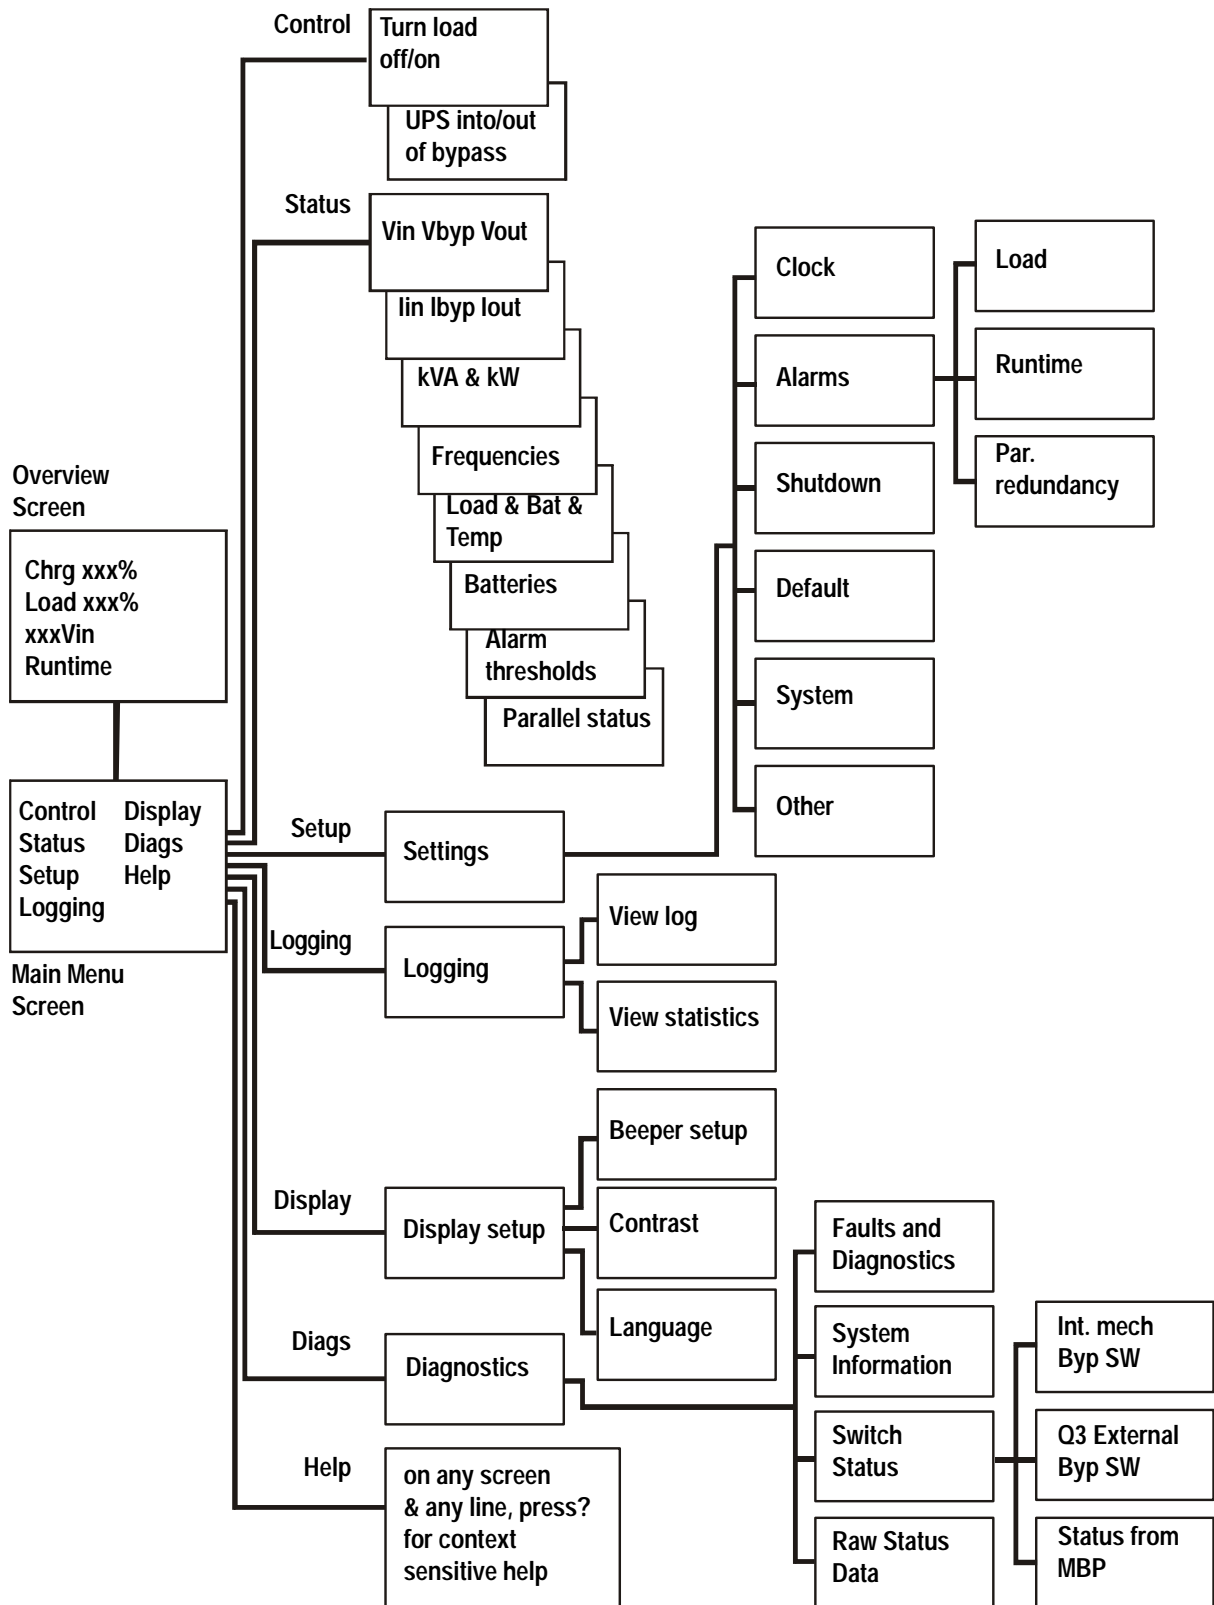 Control
Turn load
off/on
UPS into/out
of bypass
Status
Vin Vbyp Vout
Iin Ibyp Iout
kVA & kW
Frequencies
Load & Bat &
Temp
Batteries
Alarm
thresholds
Parallel status
Overview
Screen
Chrg xxx%
Load xxx%
xxxVin
Runtime
Control Display
Status Diags
Setup Help
Logging
Main Menu
Screen
Setup
Settings
Clock
Alarms
Shutdown
Default
System
Other
Load
Runtime
Par.
redundancy
Logging
Logging
View log
View statistics
Display
Display setup
Beeper setup
Contrast
Language
Diags
Diagnostics
Faults and
Diagnostics
System
Information
Switch
Status
Raw Status
Data
Int. mech
Byp SW
Q3 External
Byp SW
Status from
MBP
Help
on any screen
& any line, press?
for context
sensitive help